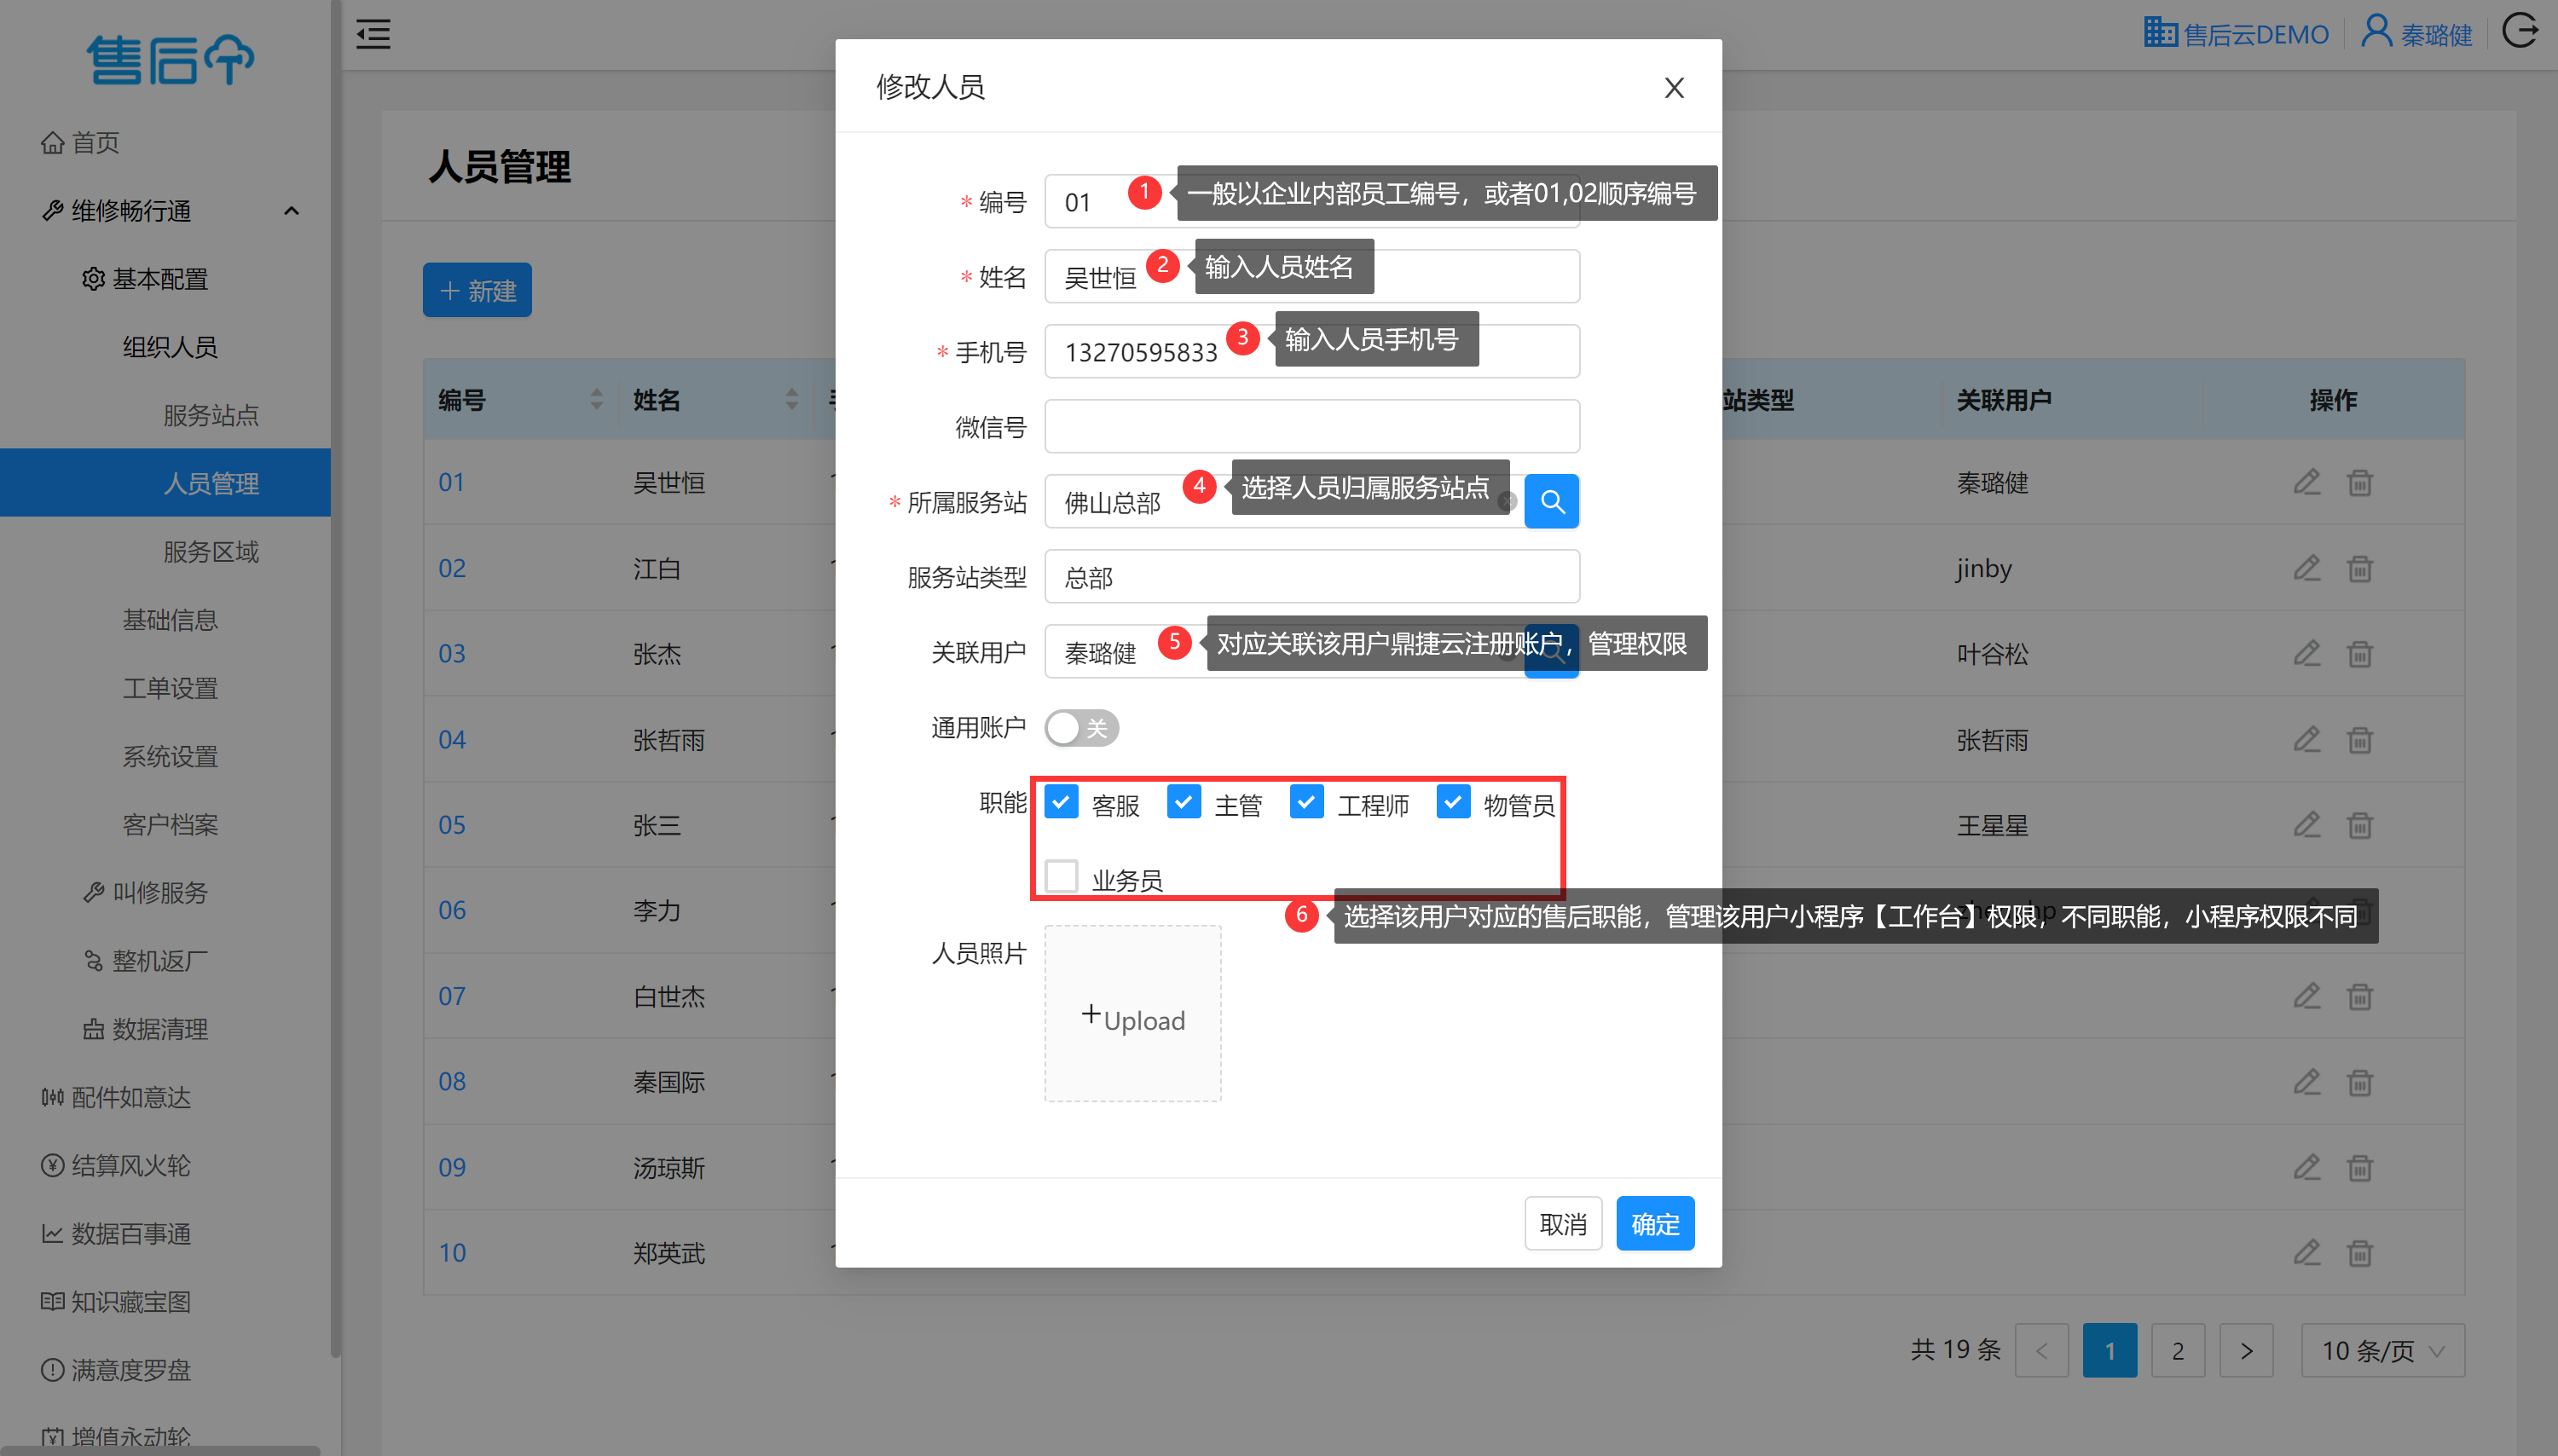 售后
售后云DEMO
秦璐健
首页
维修畅行通
基本配置
组织人员
服务站点
人员管理
服务区域
基础信息
工单设置
系统设置
客户档案
叫修服务
整机返厂
数据清理
配件如意达
结算风火轮
数据百事通
知识藏宝图
满意度罗盘
增值永动轮
人员管理
新建
编号 姓名 站类型 关联用户 操作
01 吴世恒 秦璐健
02 江白 jinby
03 张杰 叶谷松
04 张哲雨 张哲雨
05 张三 王星星
06 李力
07 白世杰
08 秦国际
09 汤琼斯
10 郑英武
共 19 条 < 1 2 > 10 条/页
修改人员
* 编号 01 1 一般以企业内部员工编号，或者01,02顺序编号
* 姓名 吴世恒 2 输入人员姓名
* 手机号 13270595833 3 输入人员手机号
微信号
* 所属服务站 佛山总部 4 选择人员归属服务站点
服务站类型 总部
关联用户 秦璐健 5 对应关联该用户鼎捷云注册账户，管理权限
通用账户 关
职能 客服 主管 工程师 物管员
业务员
6 选择该用户对应的售后职能，管理该用户小程序【工作台】权限，不同职能，小程序权限不同
人员照片
+Upload
取消 确定